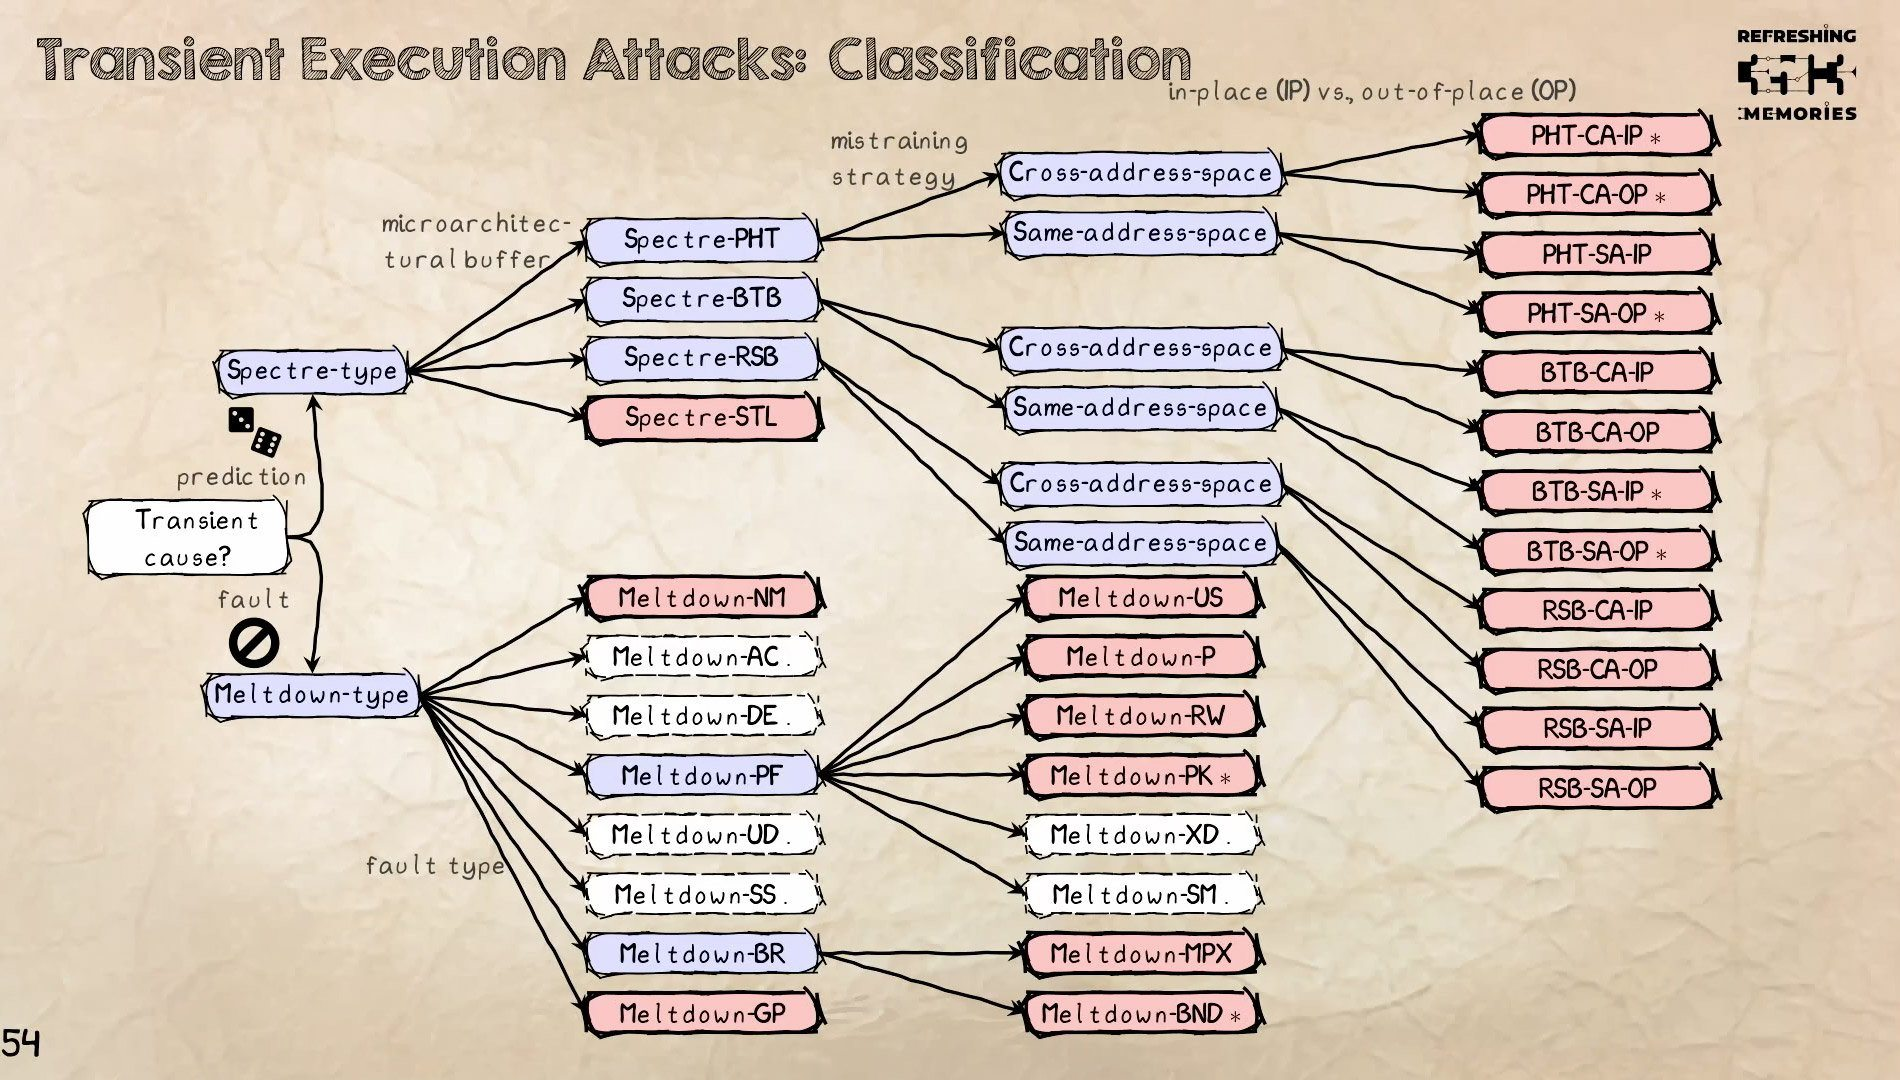 Transient Execution Attacks: Classification
REFRESHING
MEMORIES
in-place (IP) vs., out-of-place (OP)
mistraining
strategy
microarchitec-
tural buffer
Spectre-type
prediction
Transient
cause?
fault
Meltdown-type
fault type
Spectre-PHT
Spectre-BTB
Spectre-RSB
Spectre-STL
Meltdown-NM
Meltdown-AC .
Meltdown-DE .
Meltdown-PF
Meltdown-UD .
Meltdown-SS .
Meltdown-BR
Meltdown-GP
Cross-address-space
Same-address-space
Cross-address-space
Same-address-space
Cross-address-space
Same-address-space
Meltdown-US
Meltdown-P
Meltdown-RW
Meltdown-PK *
Meltdown-XD .
Meltdown-SM .
Meltdown-MPX
Meltdown-BND *
PHT-CA-IP *
PHT-CA-OP *
PHT-SA-IP
PHT-SA-OP *
BTB-CA-IP
BTB-CA-OP
BTB-SA-IP *
BTB-SA-OP *
RSB-CA-IP
RSB-CA-OP
RSB-SA-IP
RSB-SA-OP
54